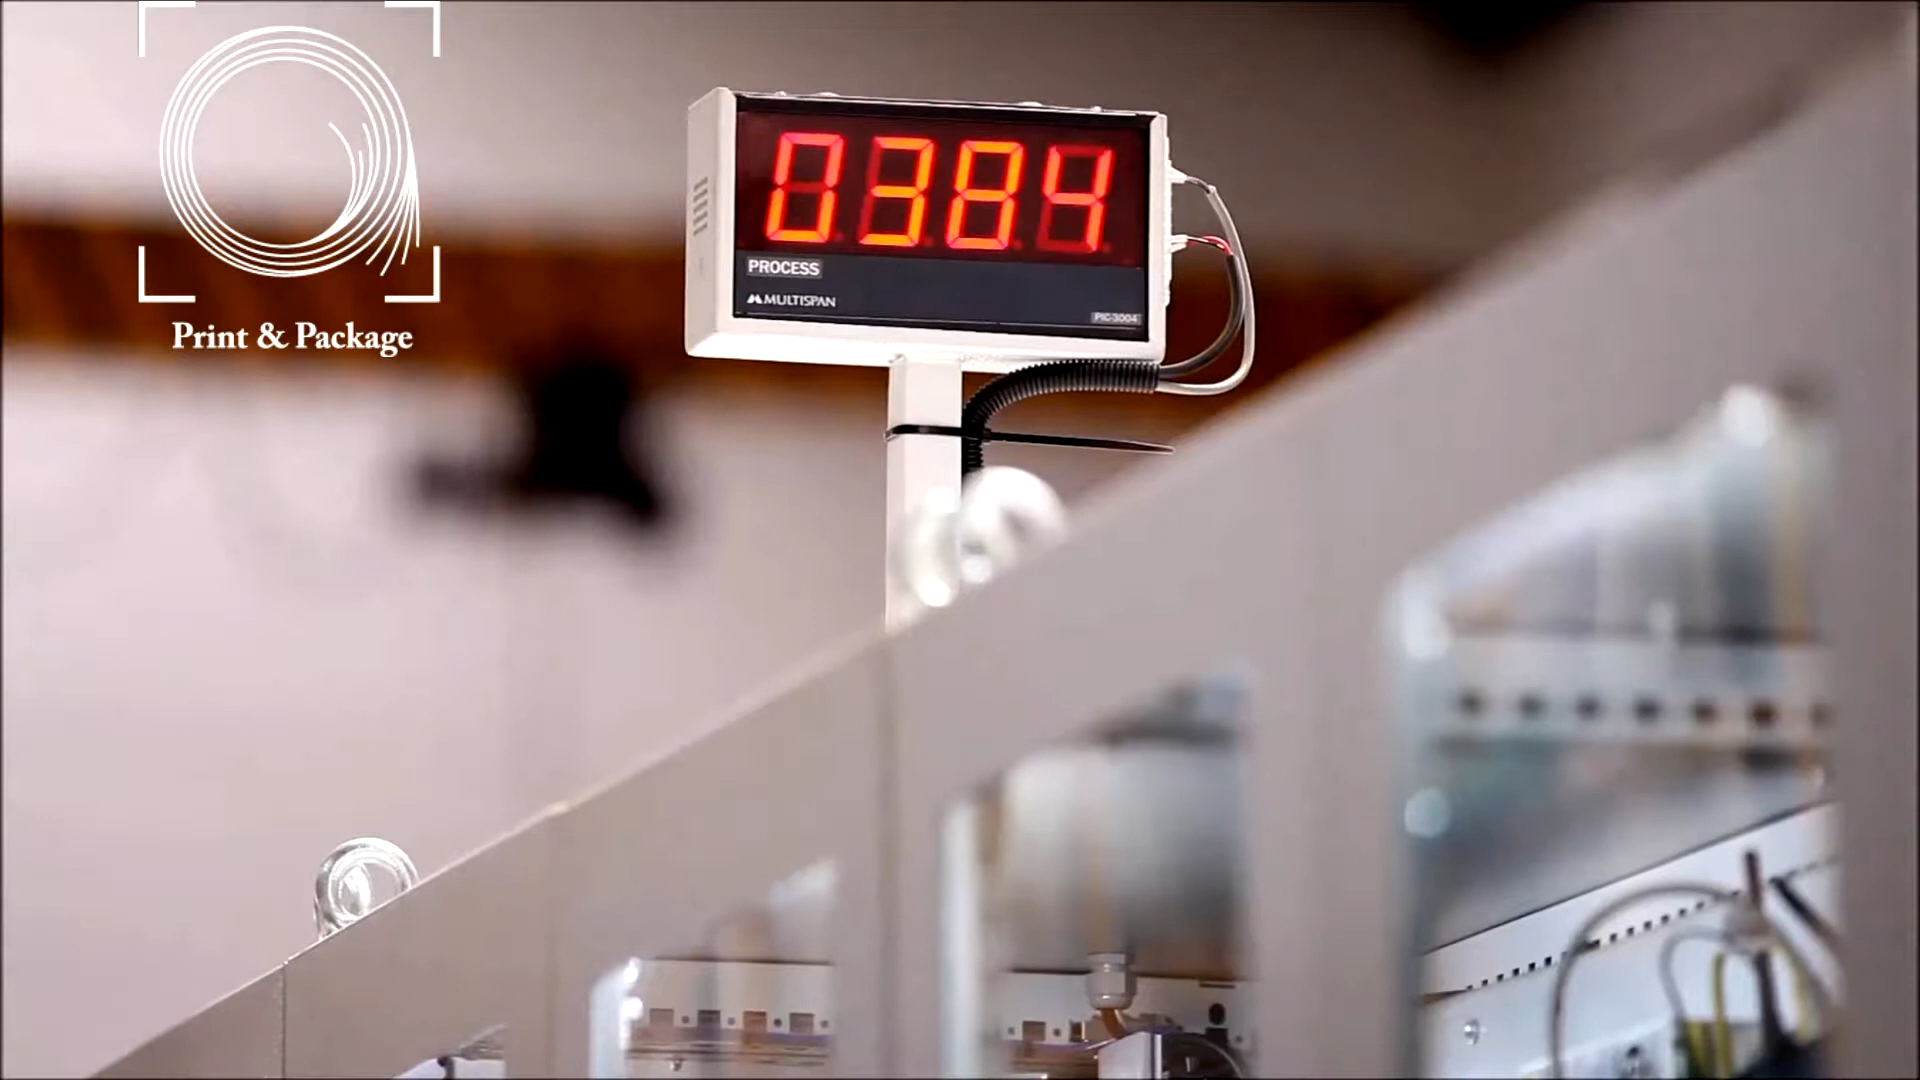 Print & Package
0384
PROCESS
MULTISPAN
PIC-3004